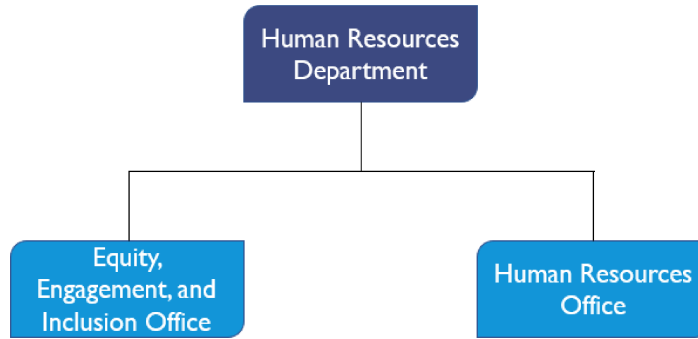 Human Resources
Department
Equity,
Engagement, and
Inclusion Office
Human Resources
Office